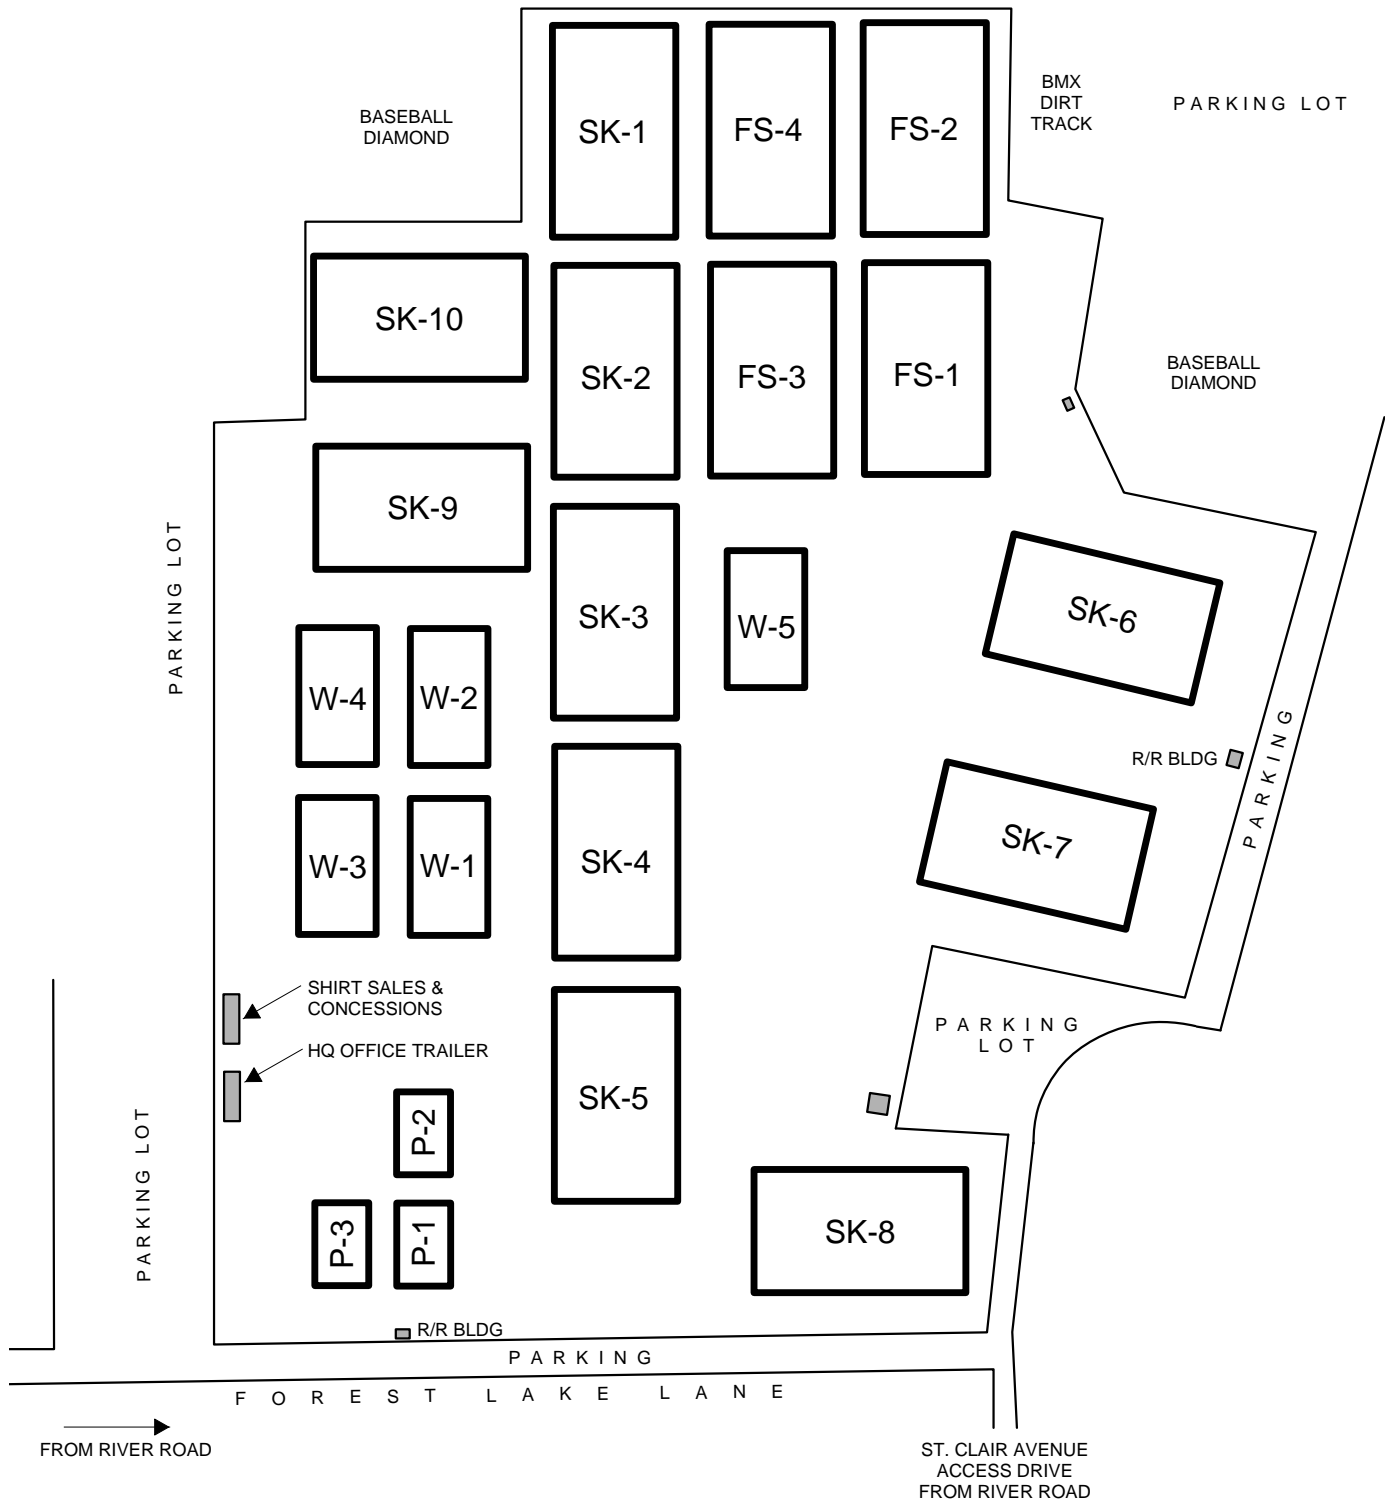 SK-1
FS-4
FS-2
BMX
DIRT
TRACK
PARKING LOT
BASEBALL
DIAMOND
SK-10
SK-2
FS-3
FS-1
BASEBALL
DIAMOND
SK-9
PARKING LOT
SK-3
W-5
SK-6
W-4
W-2
R/R BLDG
PARKING
W-3
W-1
SK-4
SK-7
SHIRT SALES &
CONCESSIONS
HQ OFFICE TRAILER
PARKING
LOT
PARKING LOT
P-2
SK-5
P-3
P-1
SK-8
R/R BLDG
PARKING
FOREST LAKE LANE
FROM RIVER ROAD
ST. CLAIR AVENUE
ACCESS DRIVE
FROM RIVER ROAD